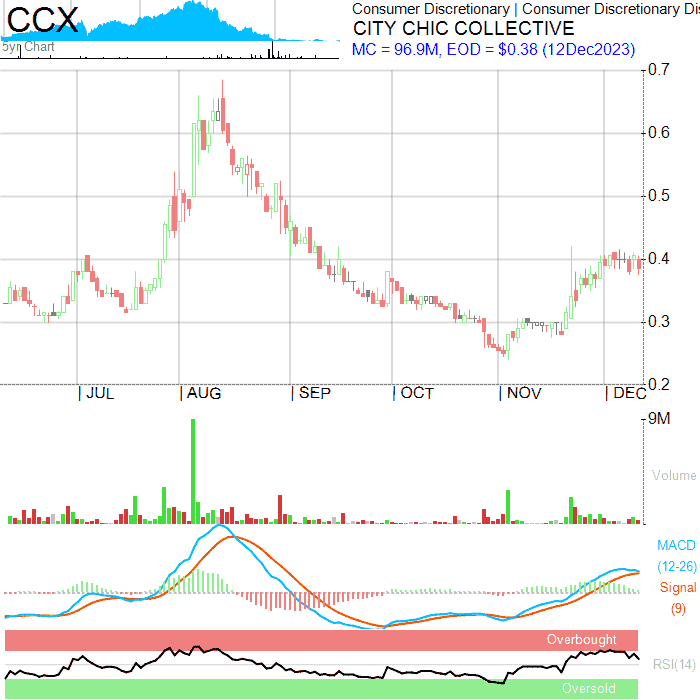 CCX
Consumer Discretionary | Consumer Discretionary Dis
CITY CHIC COLLECTIVE
5yr Chart
MC = 96.9M, EOD = $0.38 (12Dec2023)
0.7
0.6
0.5
0.4
0.3
0.2
JUL AUG SEP OCT NOV DEC
9M
Volume
MACD
(12-26)
Signal
(9)
Overbought
RSI(14)
Oversold